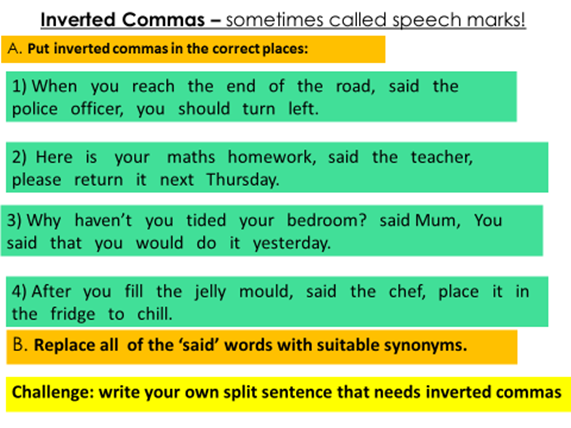 Inverted Commas – sometimes called speech marks!
A. Put inverted commas in the correct places:
1) When you reach the end of the road, said the
police officer, you should turn left.
2) Here is your maths homework, said the teacher,
please return it next Thursday.
3) Why haven’t you tided your bedroom? said Mum, You
said that you would do it yesterday.
4) After you fill the jelly mould, said the chef, place it in
the fridge to chill.
B. Replace all of the ‘said’ words with suitable synonyms.
Challenge: write your own split sentence that needs inverted commas